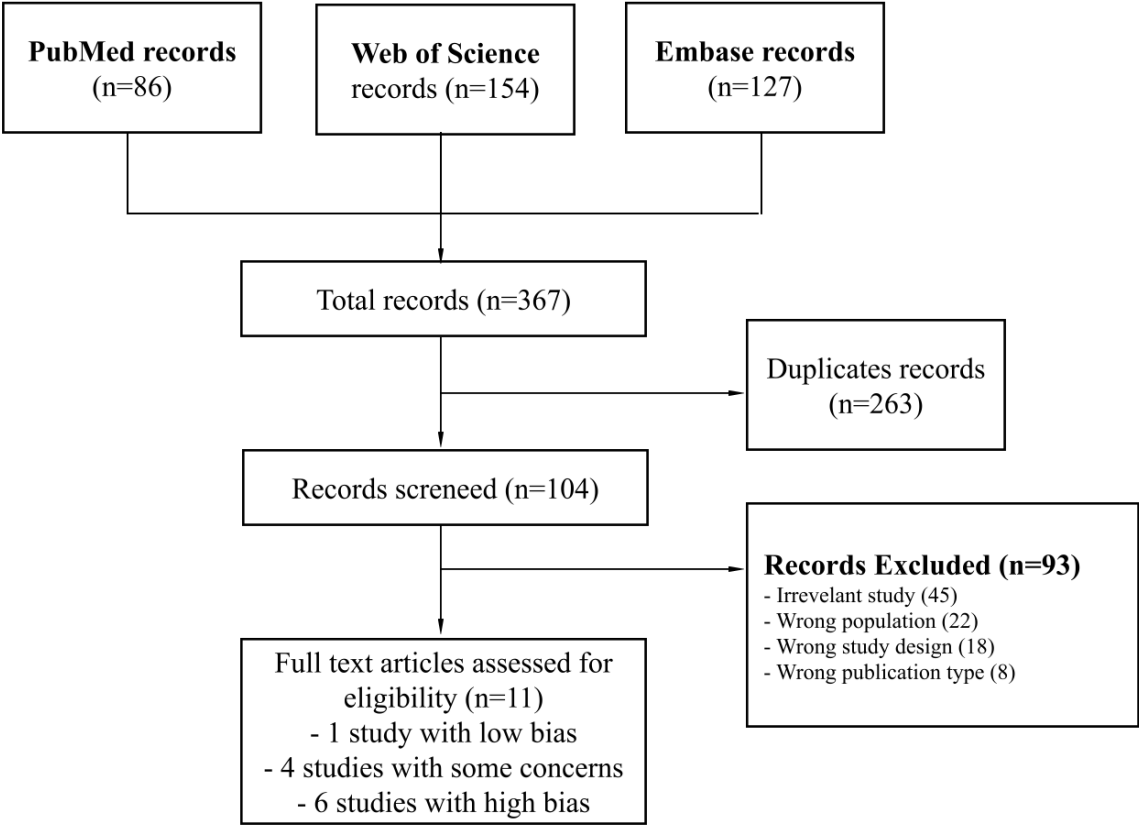 PubMed records
(n=86)
Web of Science
records (n=154)
Embase records
(n=127)
Total records (n=367)
Duplicates records
(n=263)
Records screneed (n=104)
Records Excluded (n=93)
- Irrevelant study (45)
- Wrong population (22)
- Wrong study design (18)
- Wrong publication type (8)
Full text articles assessed for
eligibility (n=11)
- 1 study with low bias
- 4 studies with some concerns
- 6 studies with high bias